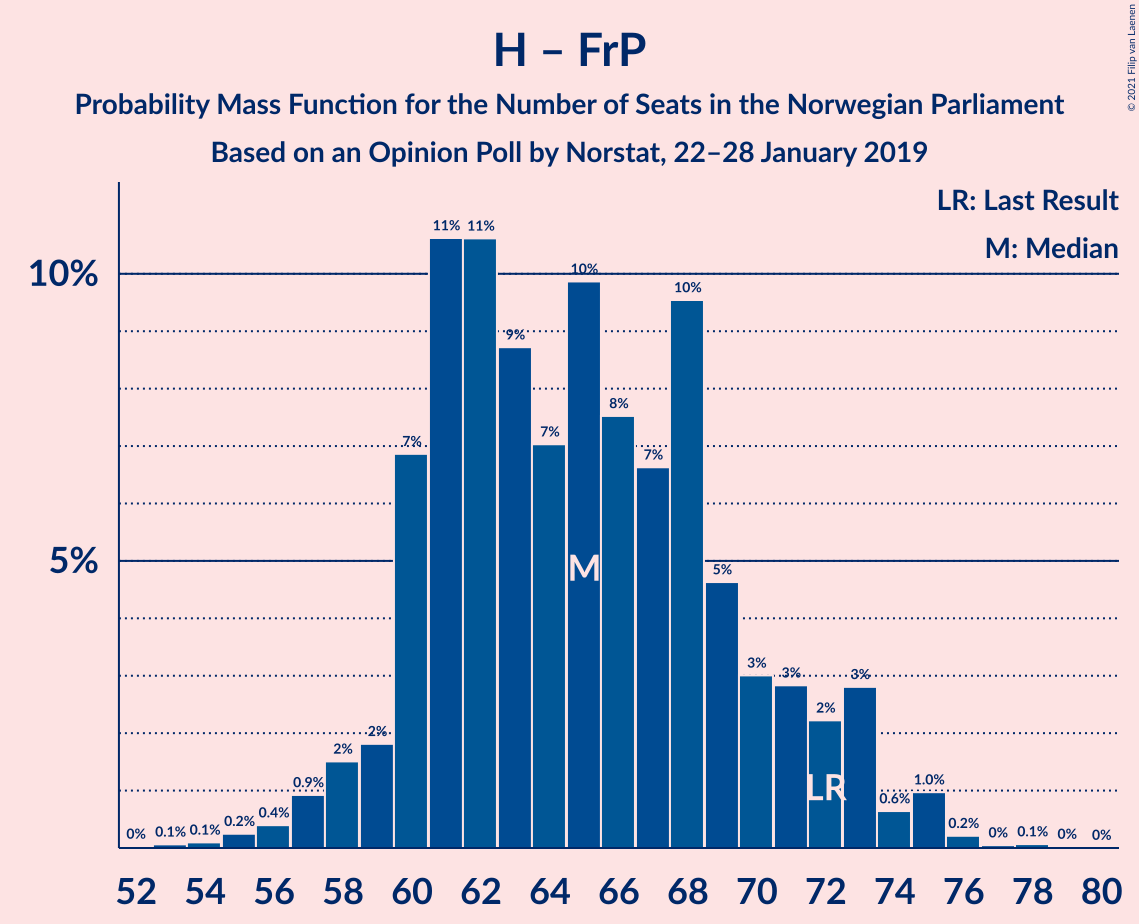 H – FrP
Probability Mass Function for the Number of Seats in the Norwegian Parliament
Based on an Opinion Poll by Norstat, 22–28 January 2019
© 2021 Filip van Laenen
LR: Last Result
M: Median
10%
5%
0% 0.1% 0.1% 0.2% 0.4% 0.9% 2% 2% 7% 11% 11% 9% 7% 10% 8% 7% 10% 5% 3% 3% 2% 3% 0.6% 1.0% 0.2% 0% 0.1% 0% 0%
M
LR
52 54 56 58 60 62 64 66 68 70 72 74 76 78 80